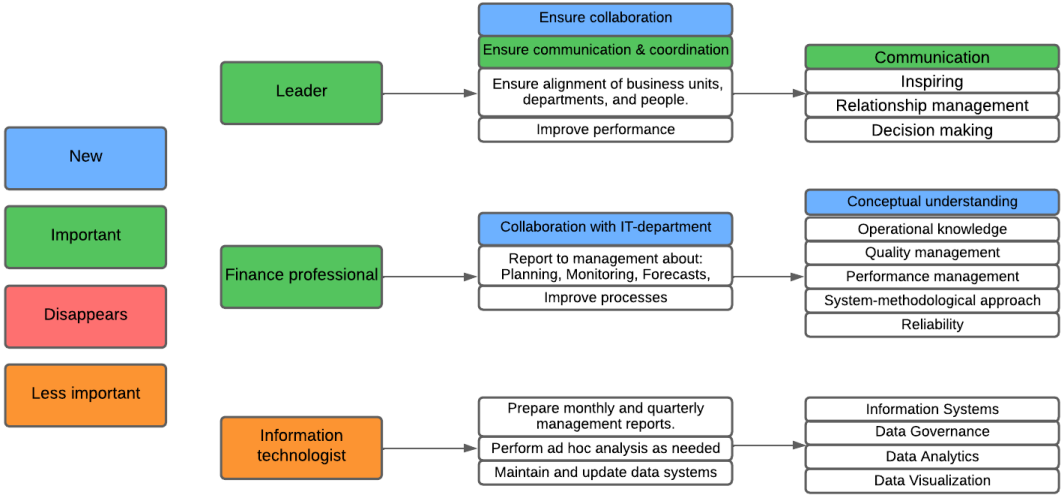 New
Important
Disappears
Less important
Leader
Ensure collaboration
Ensure communication & coordination
Ensure alignment of business units,
departments, and people.
Improve performance
Communication
Inspiring
Relationship management
Decision making
Finance professional
Collaboration with IT-department
Report to management about:
Planning, Monitoring, Forecasts,
Improve processes
Conceptual understanding
Operational knowledge
Quality management
Performance management
System-methodological approach
Reliability
Information
technologist
Prepare monthly and quarterly
management reports.
Perform ad hoc analysis as needed
Maintain and update data systems
Information Systems
Data Governance
Data Analytics
Data Visualization